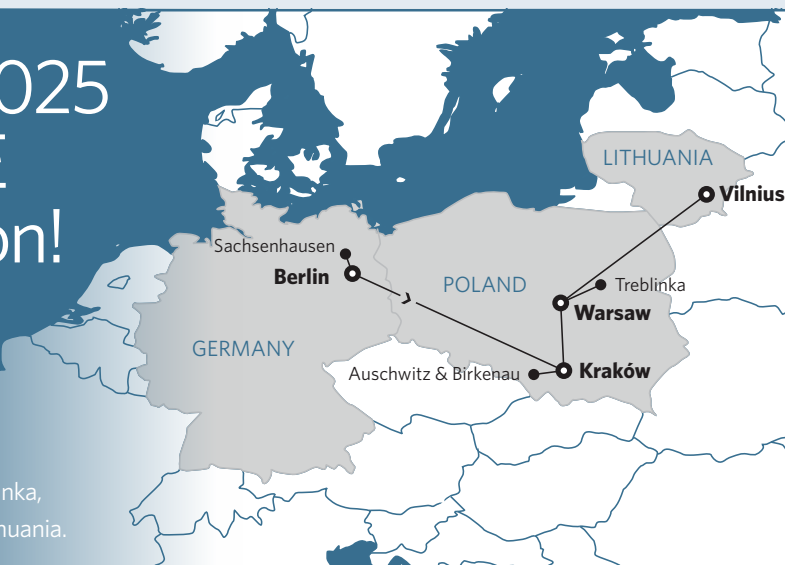 025
E
on!
LITHUANIA
Vilnius
Sachsenhausen
Berlin
POLAND
Treblinka
Warsaw
GERMANY
Auschwitz & Birkenau
Kraków
nka,
huania.